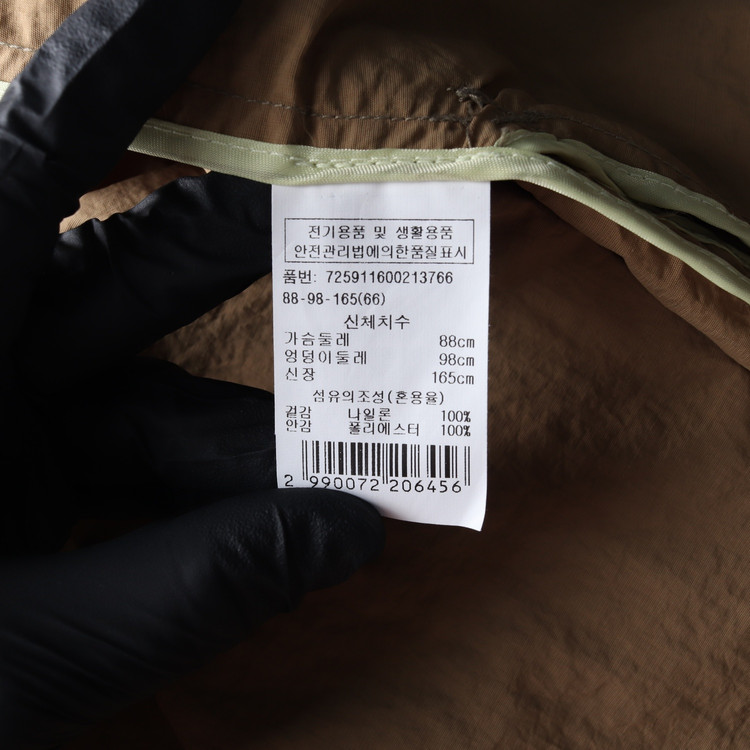 전기용품 및 생활용품
안전관리법에의한품질표시
품번: 725911600213766
88-98-165(66)
신체치수
가슴둘레 88cm
엉덩이둘레 98cm
신장 165cm
섬유의조성(혼용율)
겉감 나일론 100%
안감 폴리에스터 100%
2 990072 206456